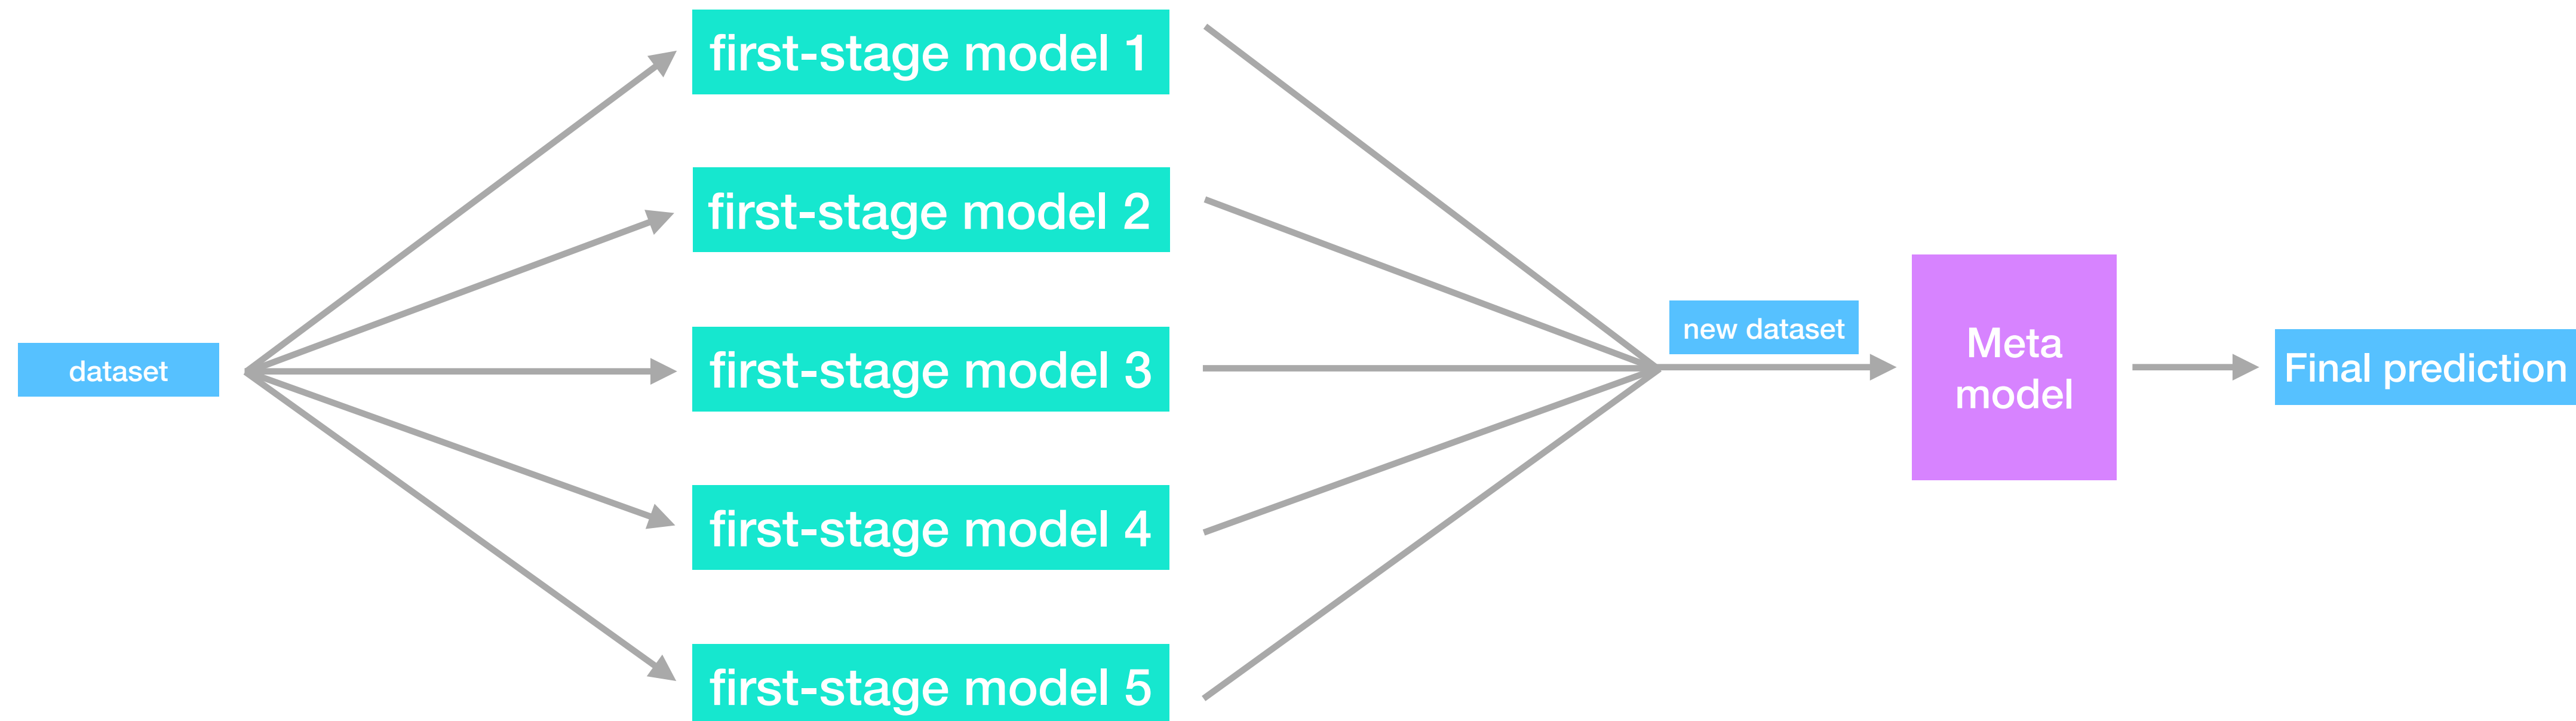 first-stage model 1
first-stage model 2
first-stage model 3
first-stage model 4
first-stage model 5
dataset
new dataset
Meta
model
Final prediction